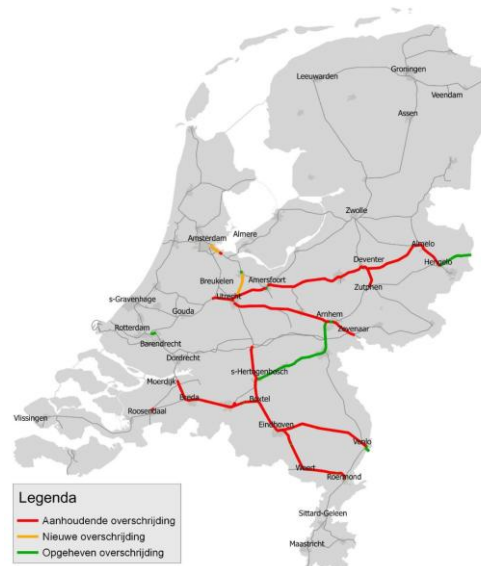 Groningen
Leeuwarden
Veendam
Assen
Zwolle
Amsterdam
Almere
Almelo
Deventer
Hengelo
Breukelen
Amersfoort
Zutphen
s-Gravenhage
Utrecht
Gouda
Arnhem
Zevenaar
Rotterdam
Barendrecht
Dordrecht
s-Hertogenbosch
Moerdijk
Breda
Boxtel
Roosendaal
Vlissingen
Eindhoven
Venlo
Weert
Roermond
Sittard-Geleen
Maastricht
Legenda
Aanhoudende overschrijding
Nieuwe overschrijding
Opgeheven overschrijding